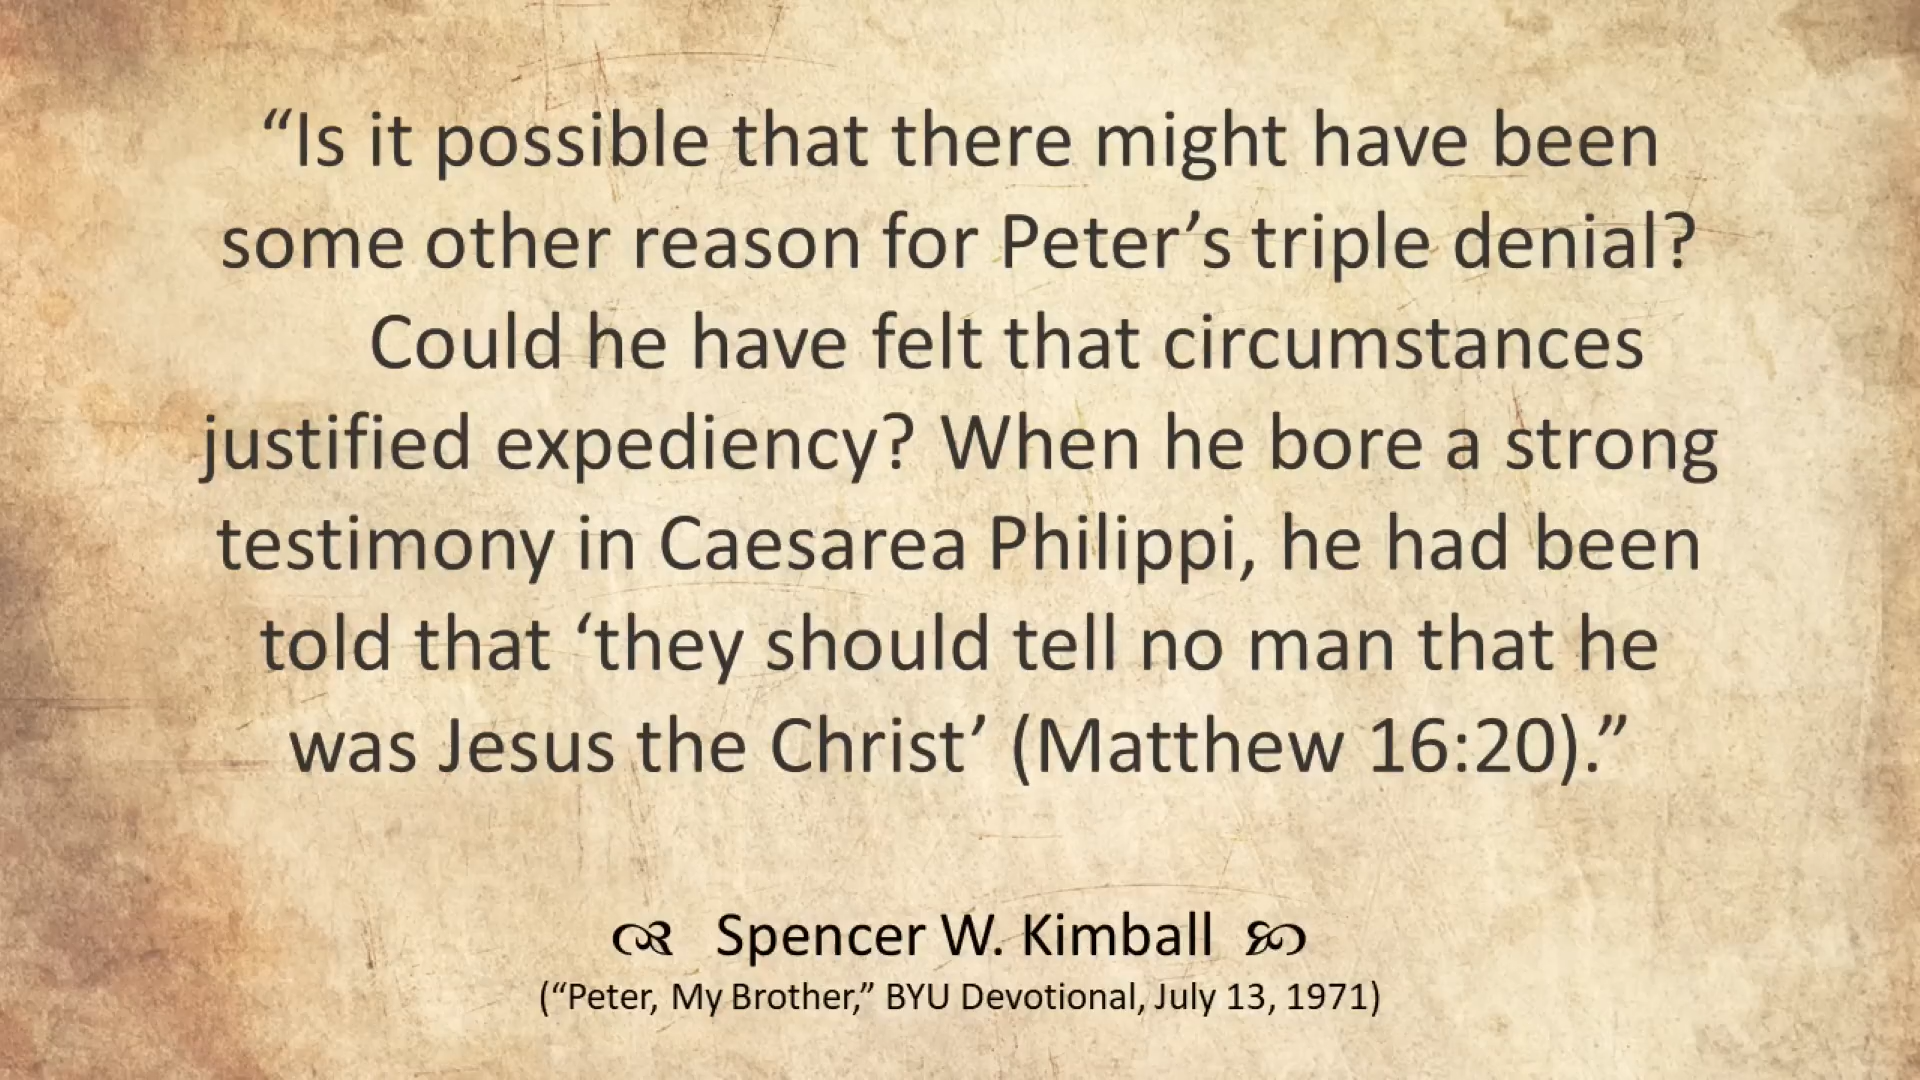 “Is it possible that there might have been
some other reason for Peter’s triple denial?
Could he have felt that circumstances
justified expediency? When he bore a strong
testimony in Caesarea Philippi, he had been
told that ‘they should tell no man that he
was Jesus the Christ’ (Matthew 16:20).”
Spencer W. Kimball
(“Peter, My Brother,” BYU Devotional, July 13, 1971)